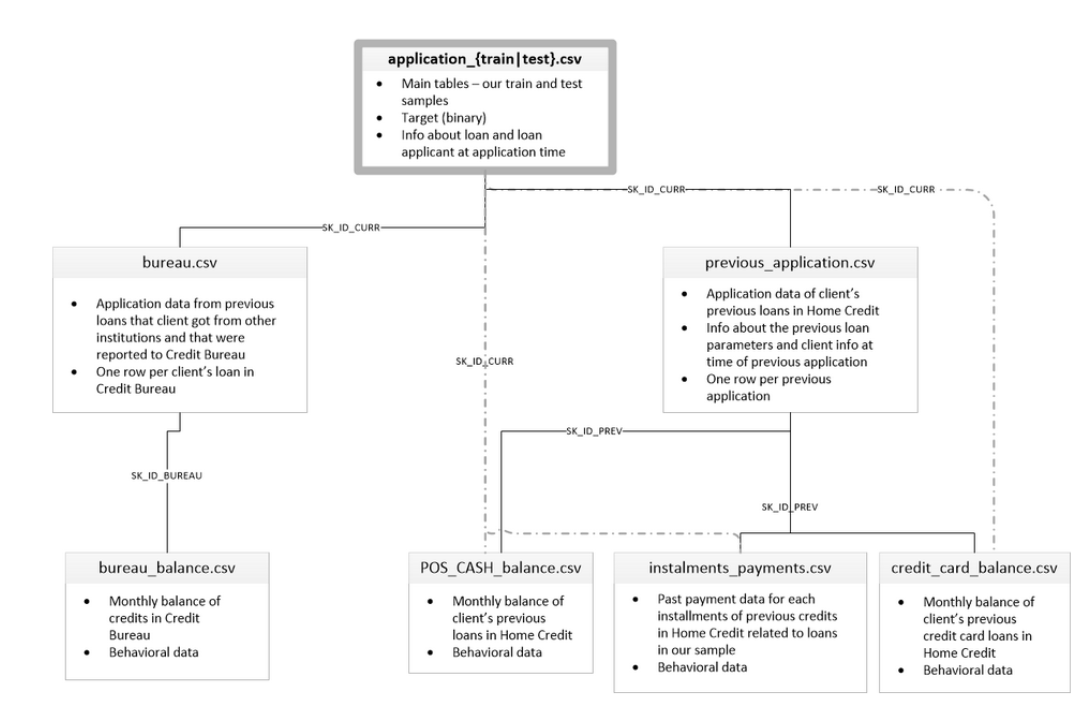 application_{train|test}.csv
• Main tables – our train and test
samples
• Target (binary)
• Info about loan and loan
applicant at application time
SK_ID_CURR
SK_ID_CURR
SK_ID_CURR
bureau.csv
• Application data from previous
loans that client got from other
institutions and that were
reported to Credit Bureau
• One row per client's loan in
Credit Bureau
previous_application.csv
• Application data of client's
previous loans in Home Credit
• Info about the previous loan
parameters and client info at
time of previous application
• One row per previous
application
SK_ID_CURR
SK_ID_PREV
SK_ID_BUREAU
SK_ID_PREV
bureau_balance.csv
• Monthly balance of
credits in Credit
Bureau
• Behavioral data
POS_CASH_balance.csv
• Monthly balance of
client's previous
loans in Home Credit
• Behavioral data
instalments_payments.csv
• Past payment data for each
installments of previous credits
in Home Credit related to loans
in our sample
• Behavioral data
credit_card_balance.csv
• Monthly balance of
client's previous
credit card loans in
Home Credit
• Behavioral data